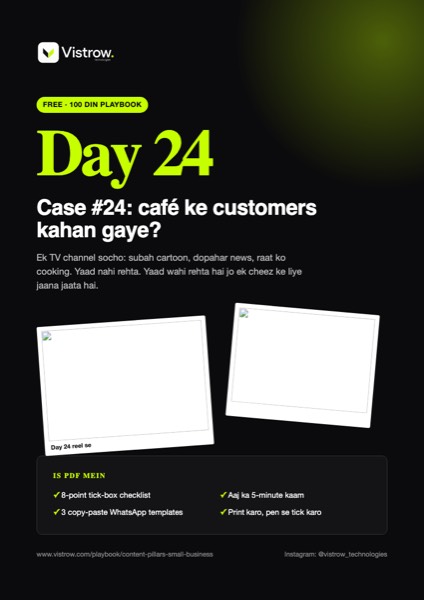 Vistrow.
FREE · 100 DIN PLAYBOOK
Day 24
Case #24: café ke customers
kahan gaye?
Ek TV channel socho: subah cartoon, dopahar news, raat ko
cooking. Yaad nahi rehta. Yaad wahi rehta hai jo ek cheez ke liye
jaana jaata hai.
Day 24 reel se
IS PDF MEIN
✔8-point tick-box checklist
✔Aaj ka 5-minute kaam
✔3 copy-paste WhatsApp templates
✔Print karo, pen se tick karo
www.vistrow.com/playbook/content-pillars-small-business
Instagram: @vistrow_technologies